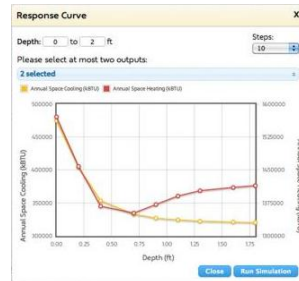 Response Curve X
Depth: 0 to 2 ft
Steps:
10
Please select at most two outputs:
2 selected
Annual Space Cooling (kBTU) Annual Space Heating (kBTU)
Annual Space Cooling (kBTU)
500000
450000
400000
350000
300000
1600000
1525000
1450000
1375000
1300000
0.00 0.25 0.50 0.75 1.00 1.25 1.50 1.75
Depth (ft)
Close Run Simulation